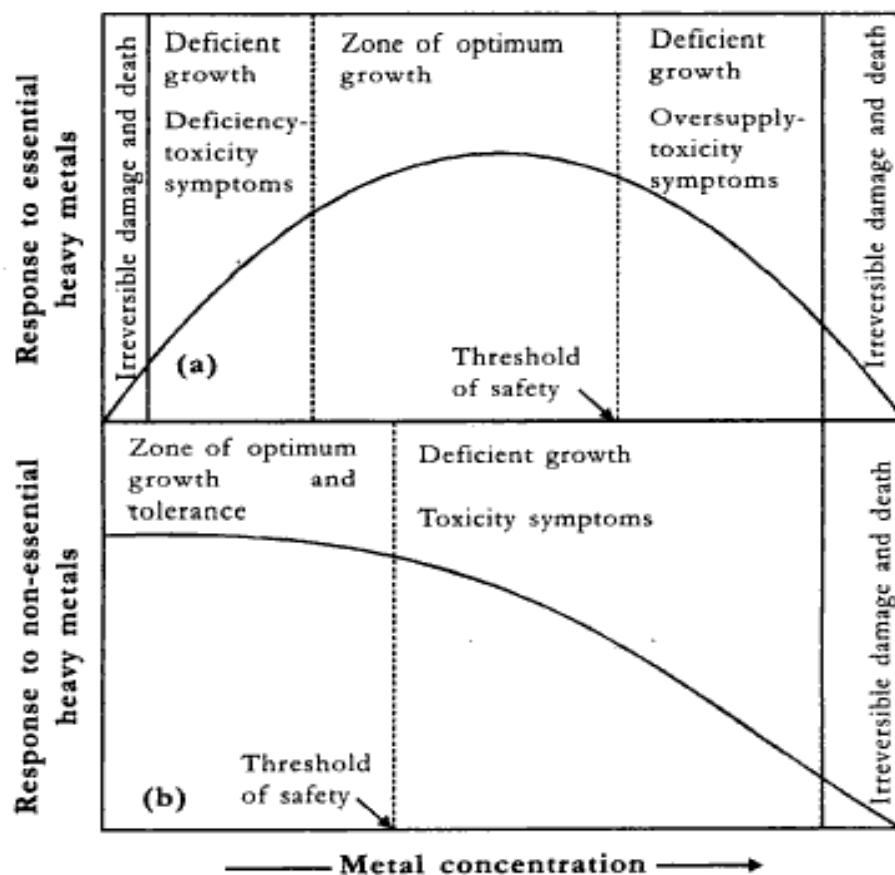 Response to essential
heavy metals
Irreversible damage and death
Deficient
growth
Deficiency-
toxicity
symptoms
Zone of optimum
growth
Deficient
growth
Oversupply-
toxicity
symptoms
Irreversible damage and death
(a)
Threshold
of safety
Response to non-essential
heavy metals
Zone of optimum
growth and
tolerance
Deficient growth
Toxicity symptoms
Irreversible damage and death
(b)
Threshold
of safety
Metal concentration